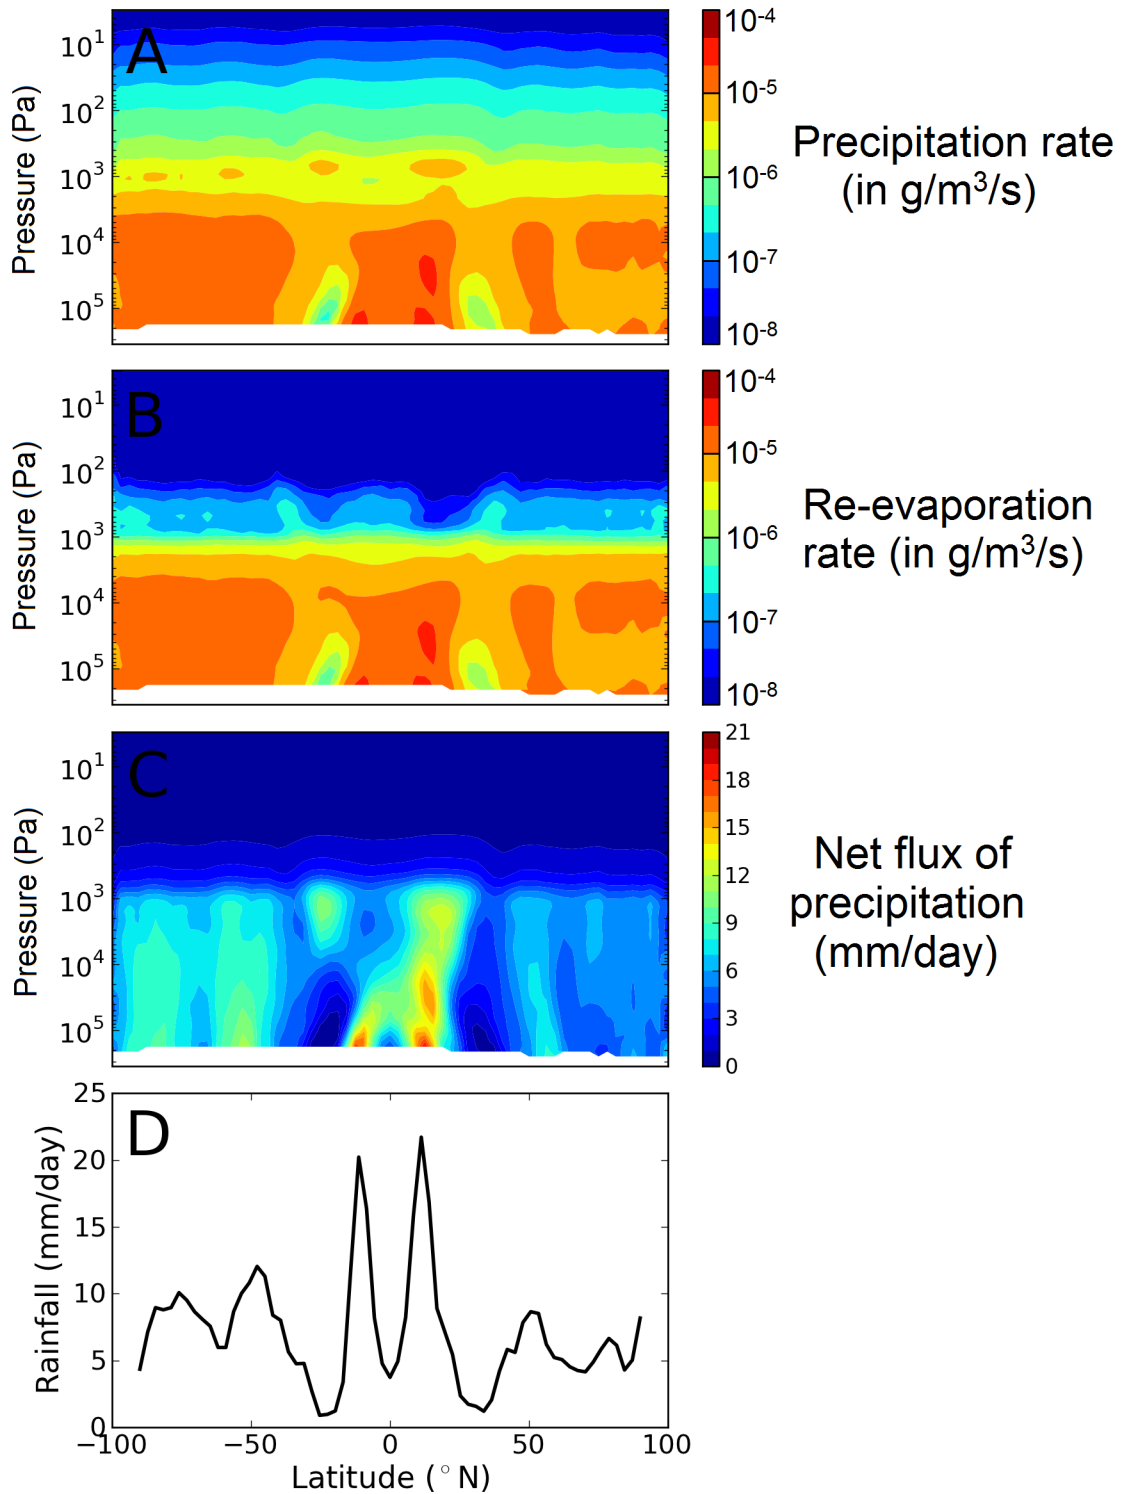 A
Pressure (Pa)
10¹
10²
10³
10⁴
10⁵
10⁻⁴
10⁻⁵
10⁻⁶
10⁻⁷
10⁻⁸
Precipitation rate
(in g/m³/s)
B
Pressure (Pa)
10¹
10²
10³
10⁴
10⁵
10⁻⁴
10⁻⁵
10⁻⁶
10⁻⁷
10⁻⁸
Re-evaporation
rate (in g/m³/s)
C
Pressure (Pa)
10¹
10²
10³
10⁴
10⁵
21
18
15
12
9
6
3
0
Net flux of
precipitation
(mm/day)
D
Rainfall (mm/day)
25
20
15
10
5
0
−100 −50 0 50 100
Latitude (°N)